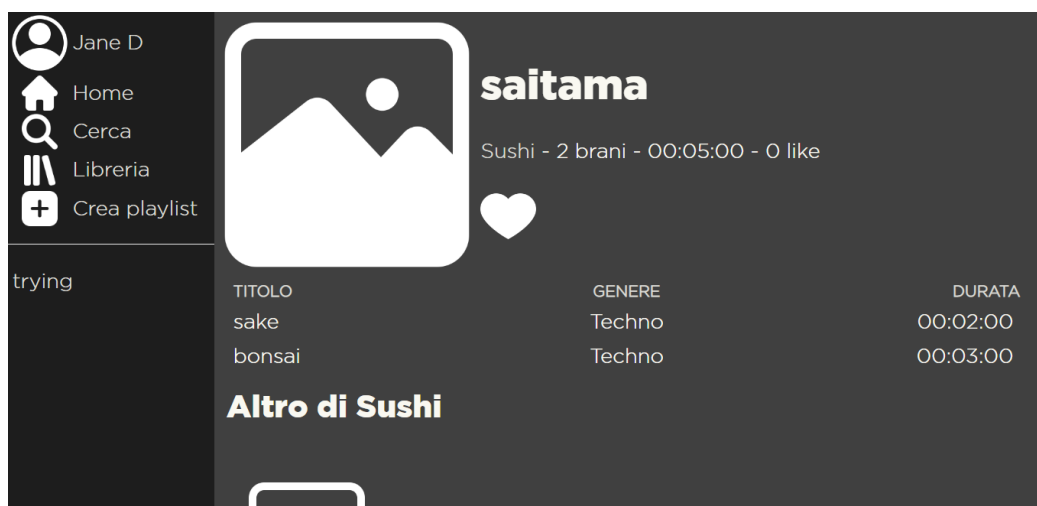 Jane D
Home
Cerca
Libreria
Crea playlist
trying
saitama
Sushi - 2 brani - 00:05:00 - 0 like
TITOLO GENERE DURATA
sake Techno 00:02:00
bonsai Techno 00:03:00
Altro di Sushi